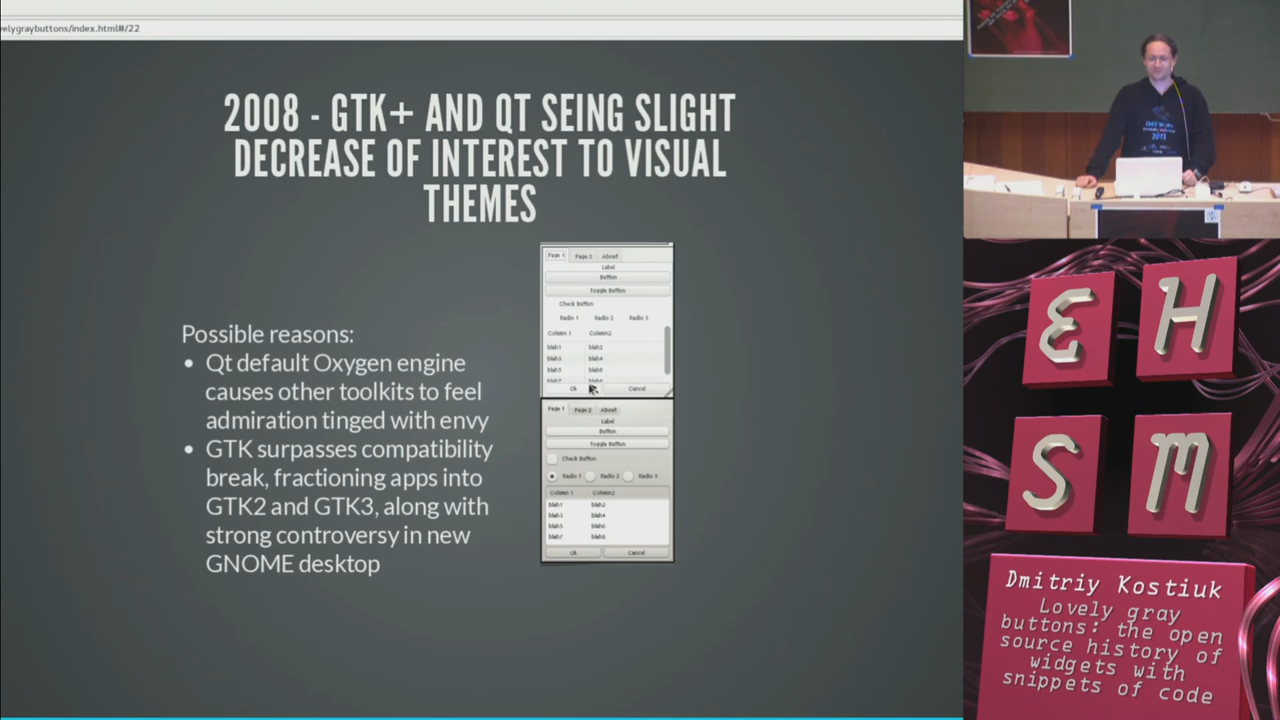 velygraybuttons/index.html#/22
2008 - GTK+ AND QT SEING SLIGHT
DECREASE OF INTEREST TO VISUAL
THEMES
Possible reasons:
• Qt default Oxygen engine
causes other toolkits to feel
admiration tinged with envy
• GTK surpasses compatibility
break, fractioning apps into
GTK2 and GTK3, along with
strong controversy in new
GNOME desktop
Page 1 Page 2 About
Label
Button
Toggle Button
Check Button
Radio 1 Radio 2 Radio 3
Column 1 Column2
blah1 blah2
blah3 blah4
blah5 blah6
Ok Cancel
Page 1 Page 2 About
Label
Button
Toggle Button
Check Button
Radio 1 Radio 2 Radio 3
Column 1 Column2
blah1 blah2
blah3 blah4
blah5 blah6
blah7 blah8
Ok Cancel
2013
E H
S M
Dmitriy Kostiuk
Lovely gray
buttons: the open
source history of
widgets with
snippets of code